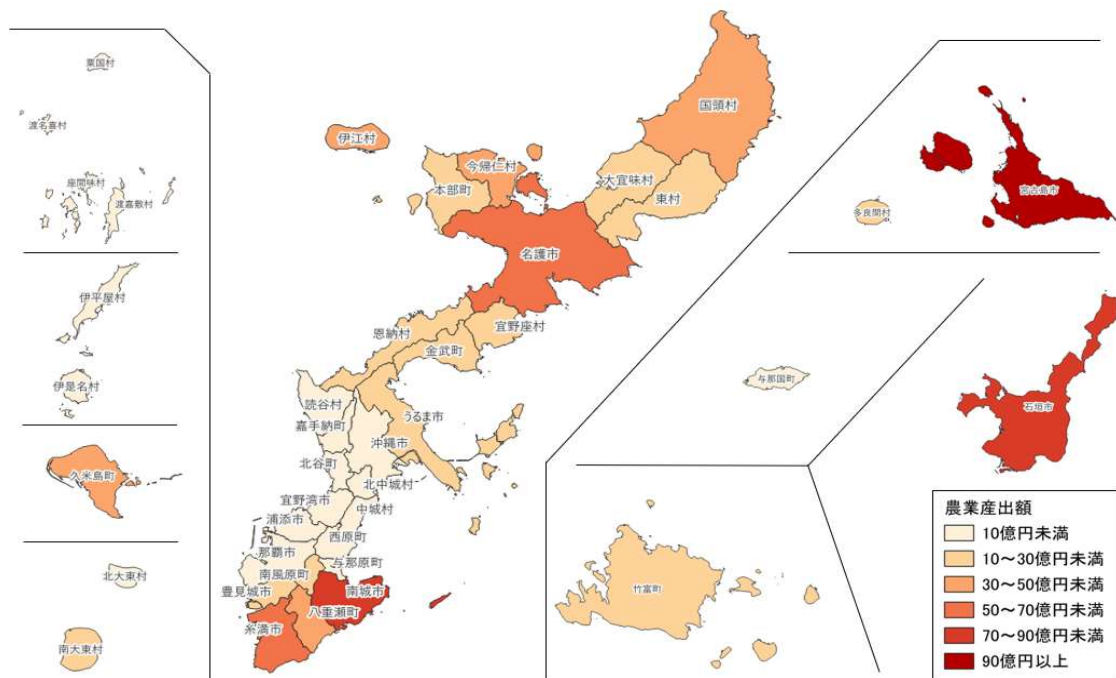 粟国村
渡名喜村
座間味村
渡嘉敷村
伊平屋村
伊是名村
久米島町
北大東村
南大東村
国頭村
伊江村
今帰仁村
本部町
大宜味村
東村
名護市
恩納村
宜野座村
金武町
読谷村
うるま市
嘉手納町
沖縄市
北谷町
北中城村
宜野湾市
中城村
浦添市
西原町
那覇市
与那原町
南風原町
豊見城市
南城市
八重瀬町
糸満市
宮古島市
多良間村
与那国町
石垣市
竹富町
農業産出額
10億円未満
10～30億円未満
30～50億円未満
50～70億円未満
70～90億円未満
90億円以上